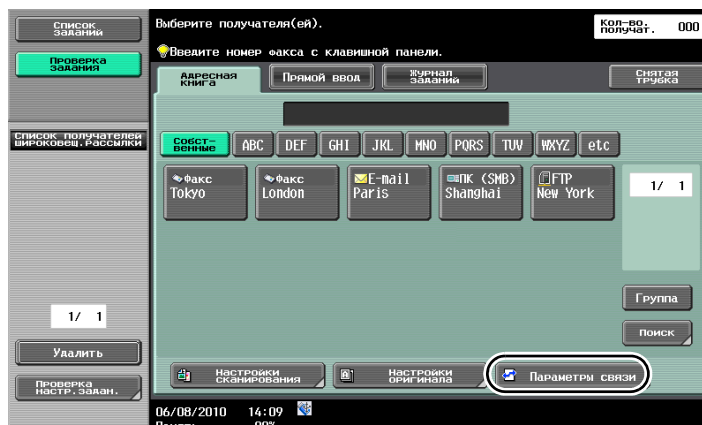 Список
заданий
Проверка
задания
Список получателей
широковещ.рассылки
1/ 1
Удалить
Проверка
настр.задан.
Выберите получателя(ей).
Введите номер факса с клавишной панели.
Кол-во.
получат. 000
Адресная
книга
Прямой ввод
Журнал
заданий
Снятая
трубка
Собст-
венные
ABC
DEF
GHI
JKL
MNO
PQRS
TUV
WXYZ
etc
Факс
Tokyo
Факс
London
E-mail
Paris
ПК (SMB)
Shanghai
FTP
New York
1/ 1
Группа
Поиск
Настройки
сканирования
Настройки
оригинала
Параметры связи
06/08/2010 14:09